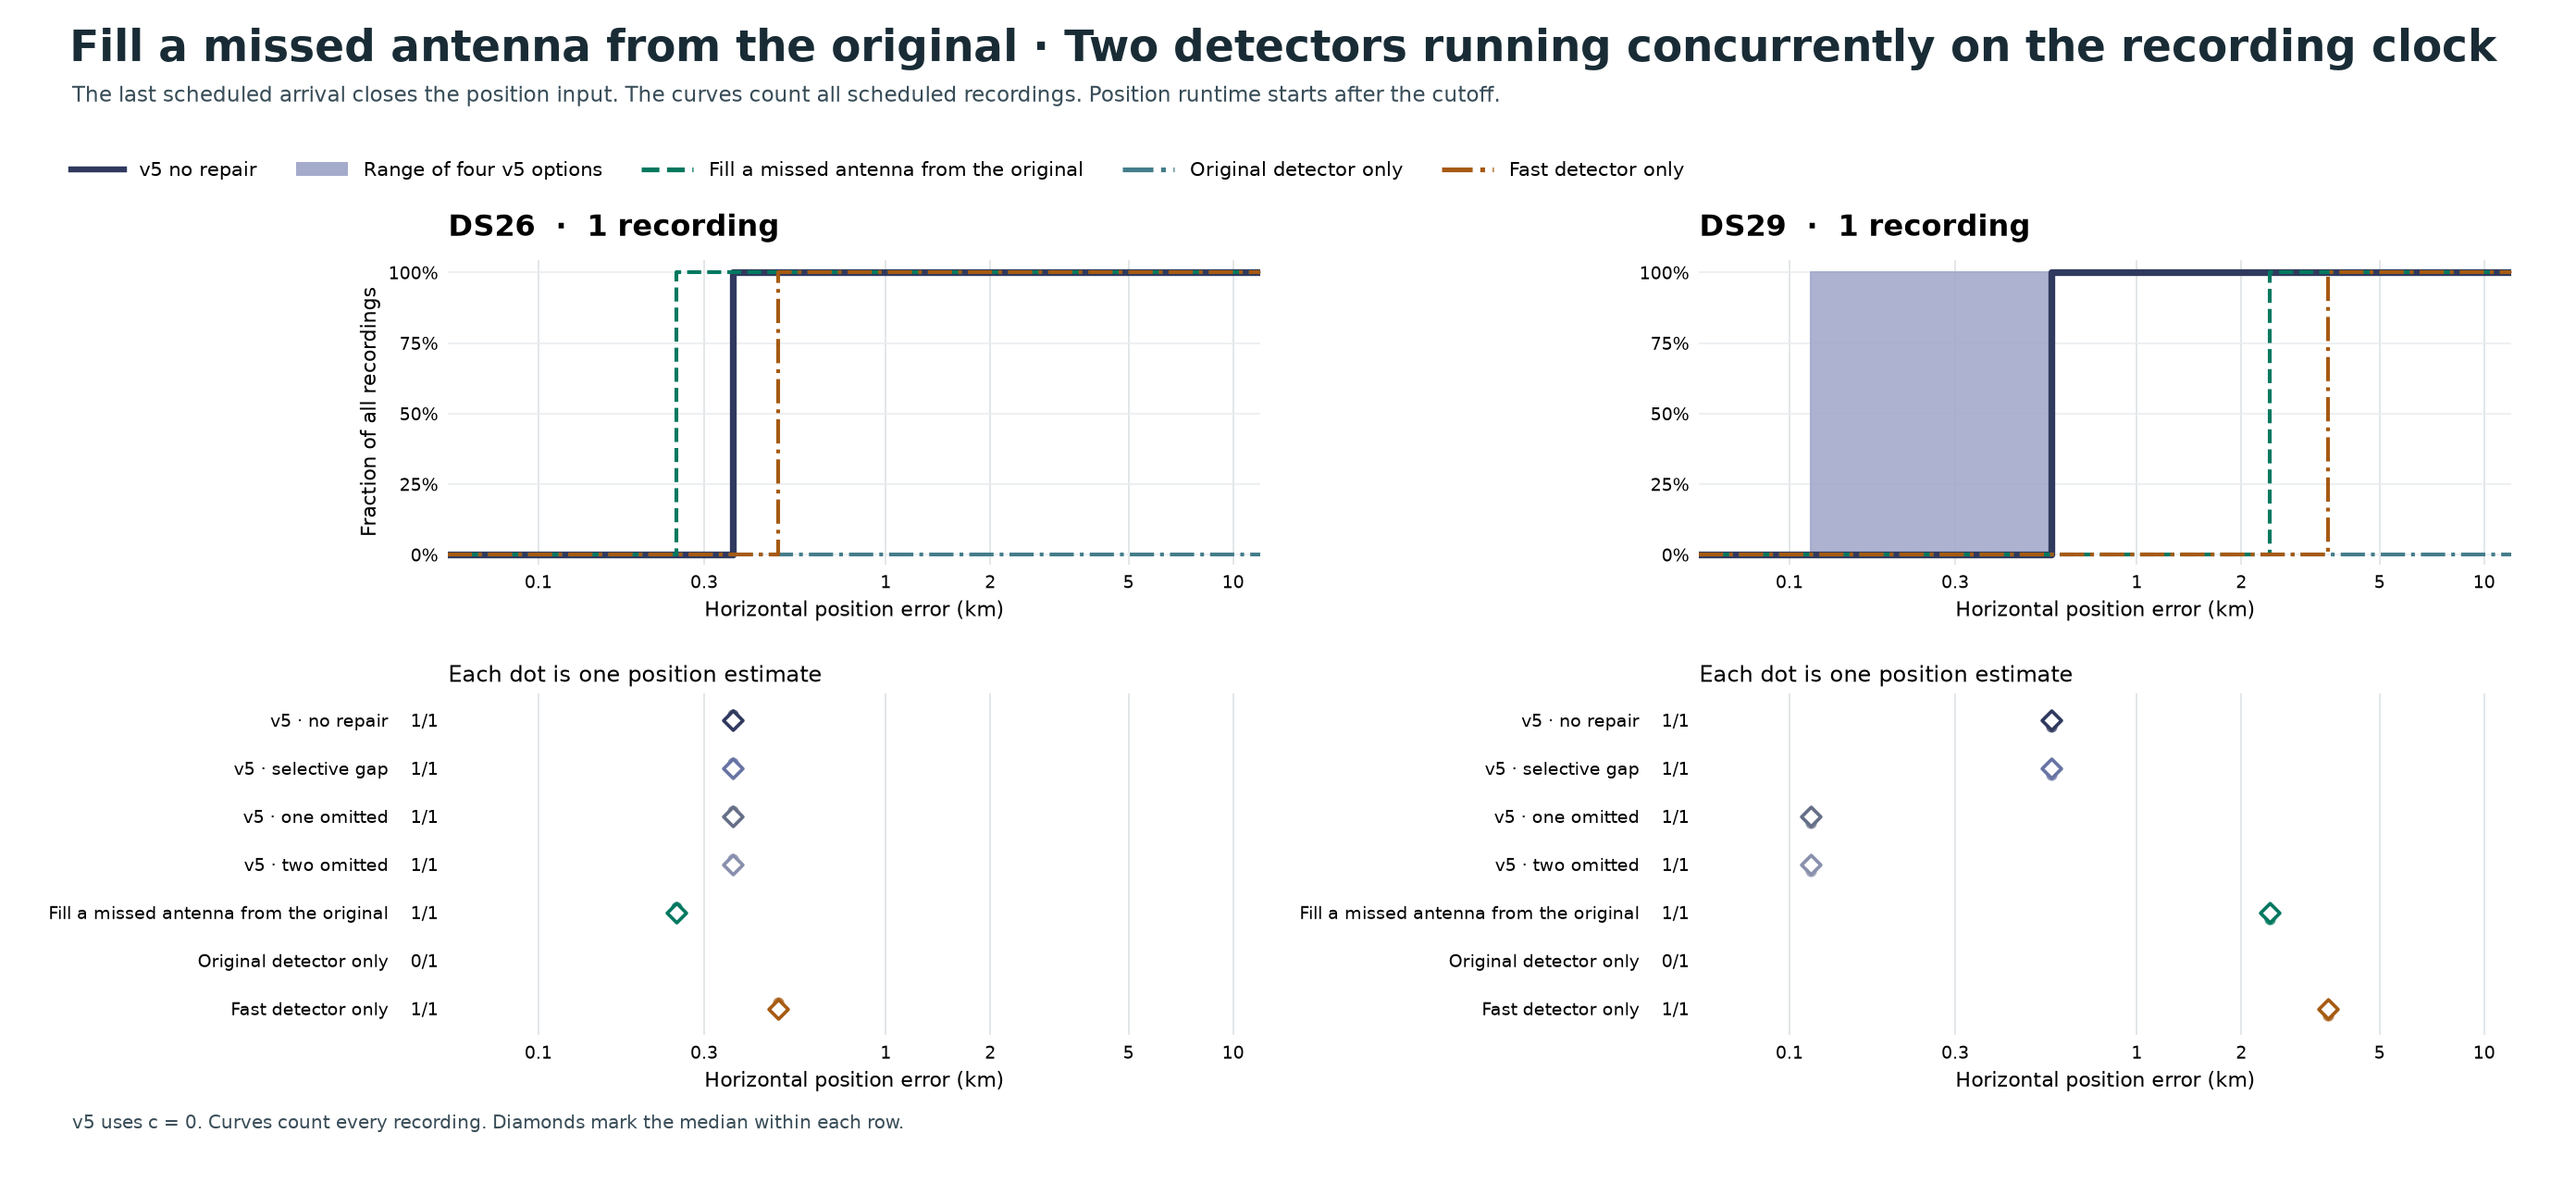 Fill a missed antenna from the original · Two detectors running concurrently on the recording clock
The last scheduled arrival closes the position input. The curves count all scheduled recordings. Position runtime starts after the cutoff.
v5 no repair
Range of four v5 options
Fill a missed antenna from the original
Original detector only
Fast detector only
DS26 · 1 recording
Fraction of all recordings
100%
75%
50%
25%
0%
0.1 0.3 1 2 5 10
Horizontal position error (km)
DS29 · 1 recording
100%
75%
50%
25%
0%
0.1 0.3 1 2 5 10
Horizontal position error (km)
Each dot is one position estimate
v5 · no repair 1/1
v5 · selective gap 1/1
v5 · one omitted 1/1
v5 · two omitted 1/1
Fill a missed antenna from the original 1/1
Original detector only 0/1
Fast detector only 1/1
0.1 0.3 1 2 5 10
Horizontal position error (km)
Each dot is one position estimate
v5 · no repair 1/1
v5 · selective gap 1/1
v5 · one omitted 1/1
v5 · two omitted 1/1
Fill a missed antenna from the original 1/1
Original detector only 0/1
Fast detector only 1/1
0.1 0.3 1 2 5 10
Horizontal position error (km)
v5 uses c = 0. Curves count every recording. Diamonds mark the median within each row.